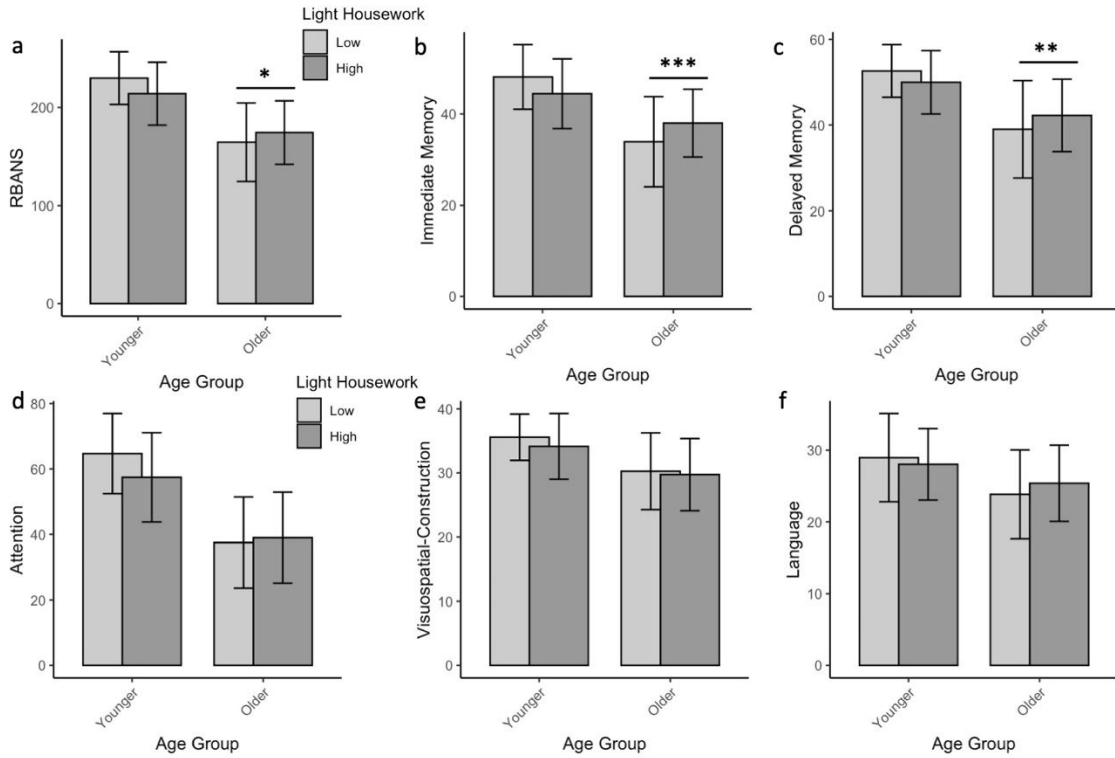 Light Housework
Low
High
a
RBANS
200
100
0
*
Younger
Older
Age Group
b
Immediate Memory
40
20
0
***
Younger
Older
Age Group
c
Delayed Memory
60
40
20
0
**
Younger
Older
Age Group
d
Light Housework
Low
High
Attention
80
60
40
20
0
Younger
Older
Age Group
e
Visuospatial-Construction
40
30
20
10
0
Younger
Older
Age Group
f
Language
30
20
10
0
Younger
Older
Age Group